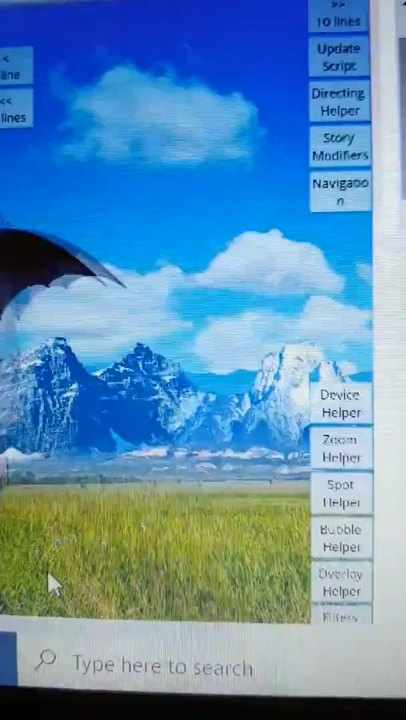 >>
10 lines
<
line
<<
lines
Update
Script
Directing
Helper
Story
Modifiers
Navigatio
n
Device
Helper
Zoom
Helper
Spot
Helper
Bubble
Helper
Overlay
Helper
Filters
Type here to search